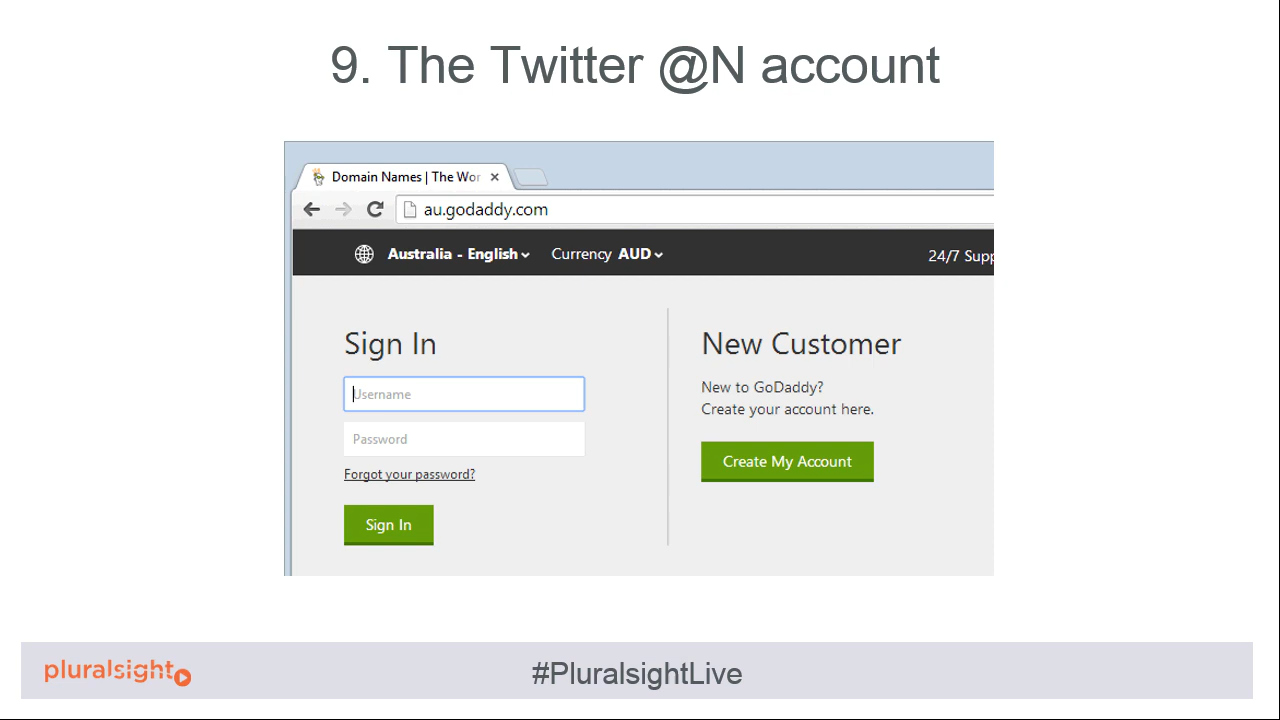 9. The Twitter @N account
Domain Names | The Wor
au.godaddy.com
Australia - English
Currency AUD
24/7 Supp
Sign In
Username
Password
Forgot your password?
Sign In
New Customer
New to GoDaddy?
Create your account here.
Create My Account
pluralsight
#PluralsightLive